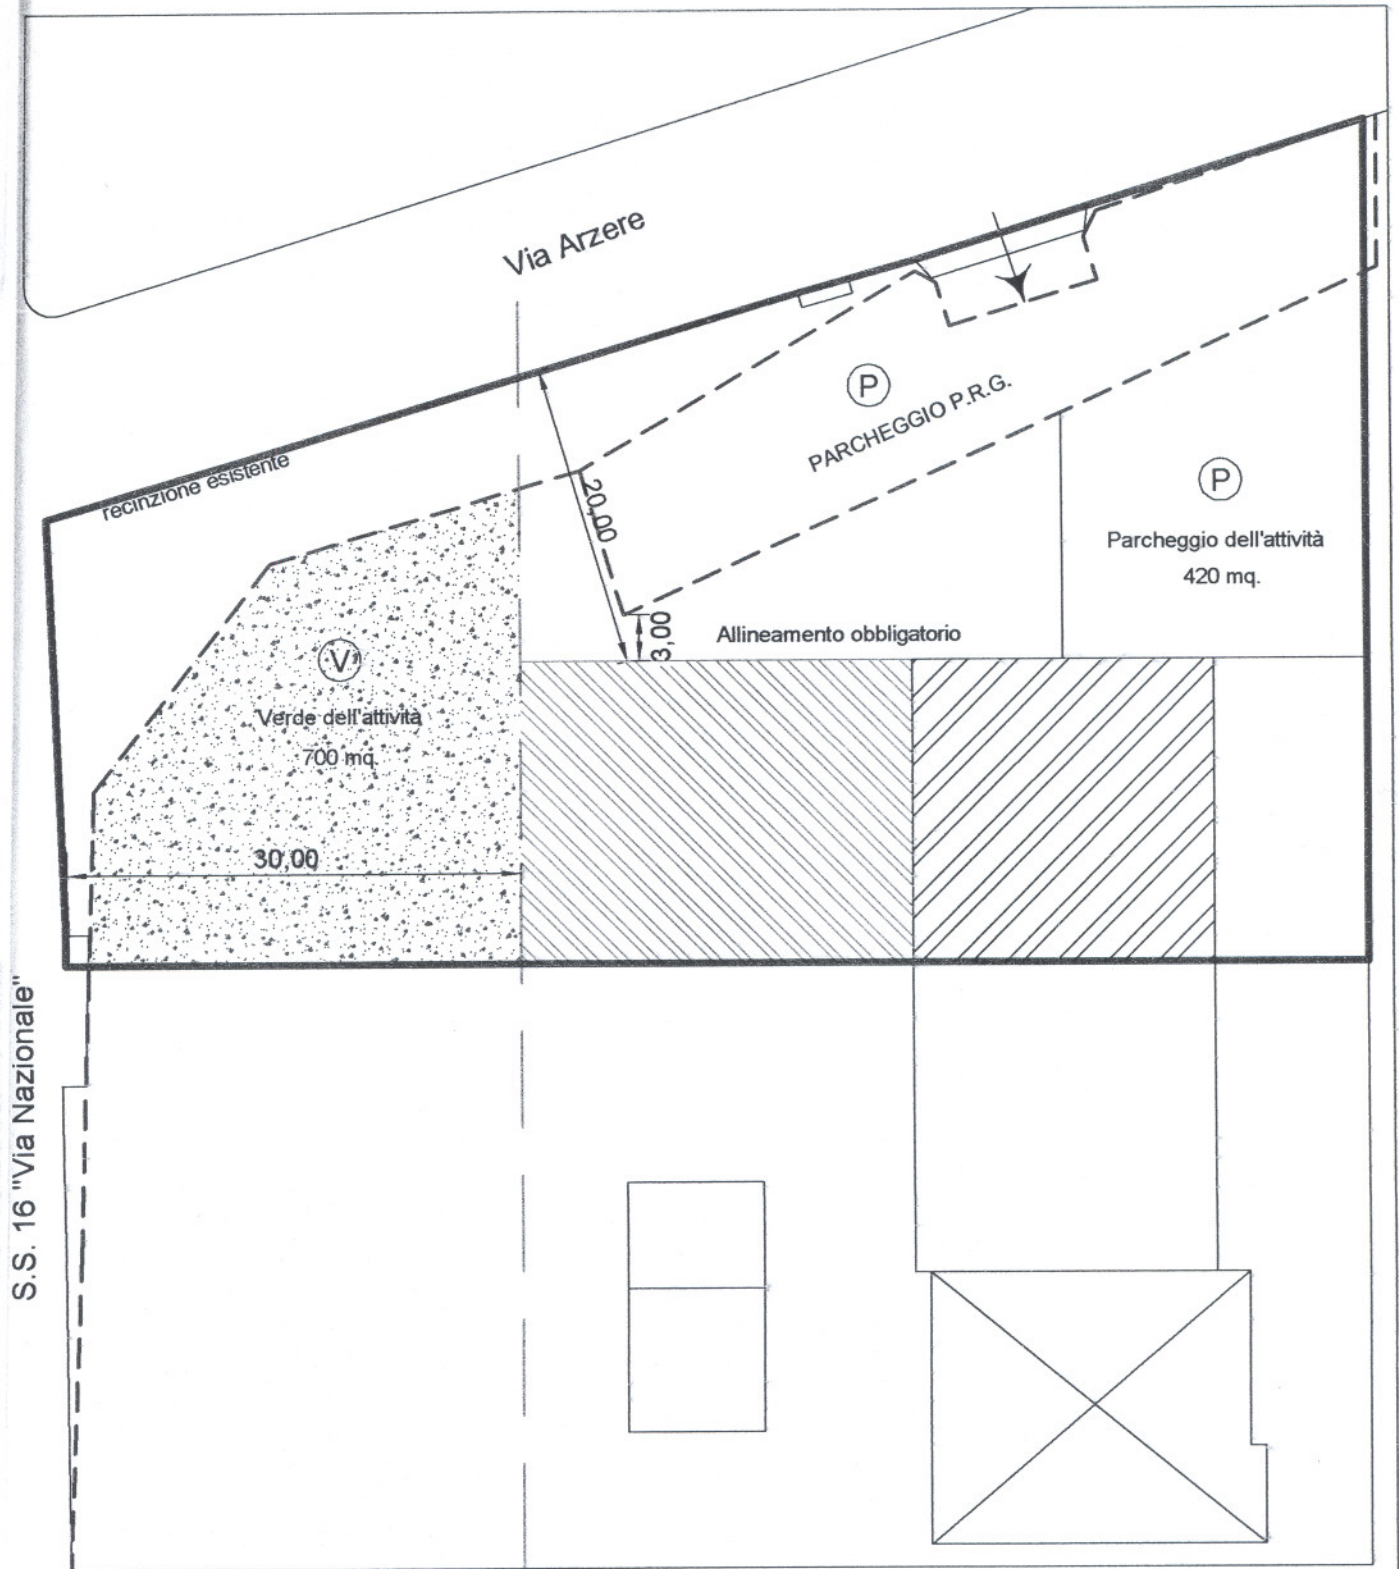 Via Arzere
recinzione esistente
P
PARCHEGGIO P.R.G.
P
Parcheggio dell'attività
420 mq.
20,00
3,00
Allineamento obbligatorio
V
Verde dell'attività
700 mq.
30,00
S.S. 16 "Via Nazionale"